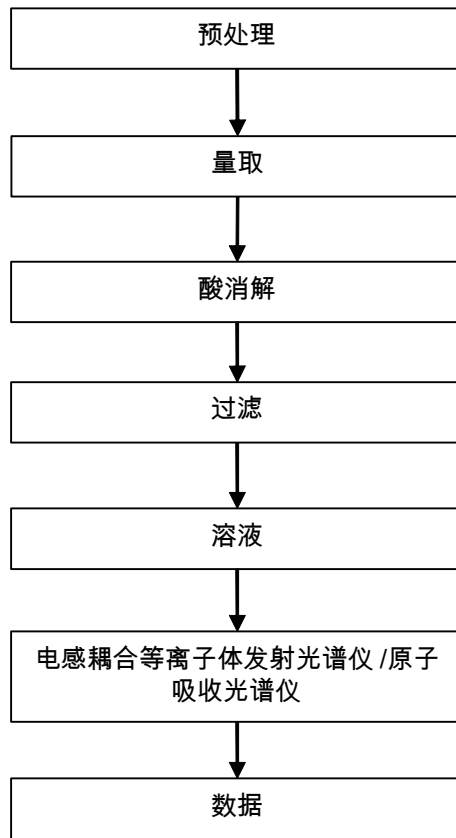 预处理
量取
酸消解
过滤
溶液
电感耦合等离子体发射光谱仪 /原子
吸收光谱仪
数据